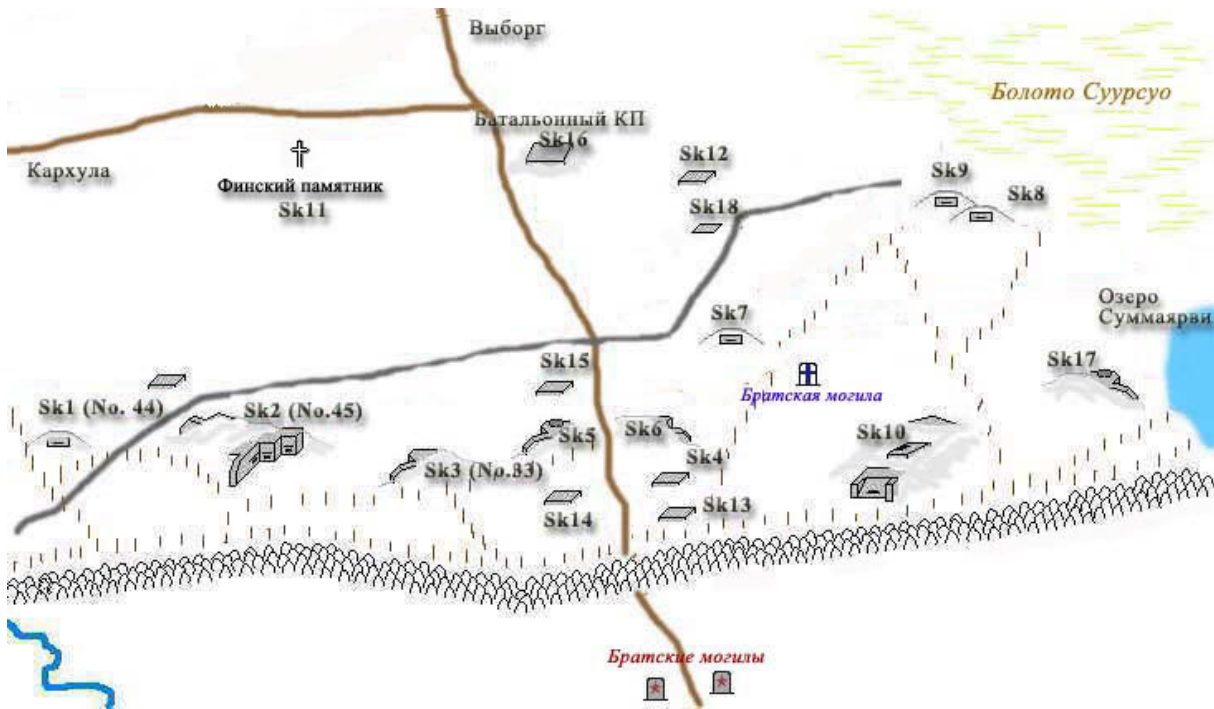 Выборг
Болото Суурсуо
Батальонный КП
Sk16
Sk12
Кархула
Финский памятник
Sk11
Sk9
Sk8
Sk18
Озеро
Суммаярви
Sk7
Sk15
Sk17
Братская могила
Sk1 (No. 44)
Sk2 (No.45)
Sk5
Sk6
Sk10
Sk4
Sk3 (No.33)
Sk14
Sk13
Братские могилы